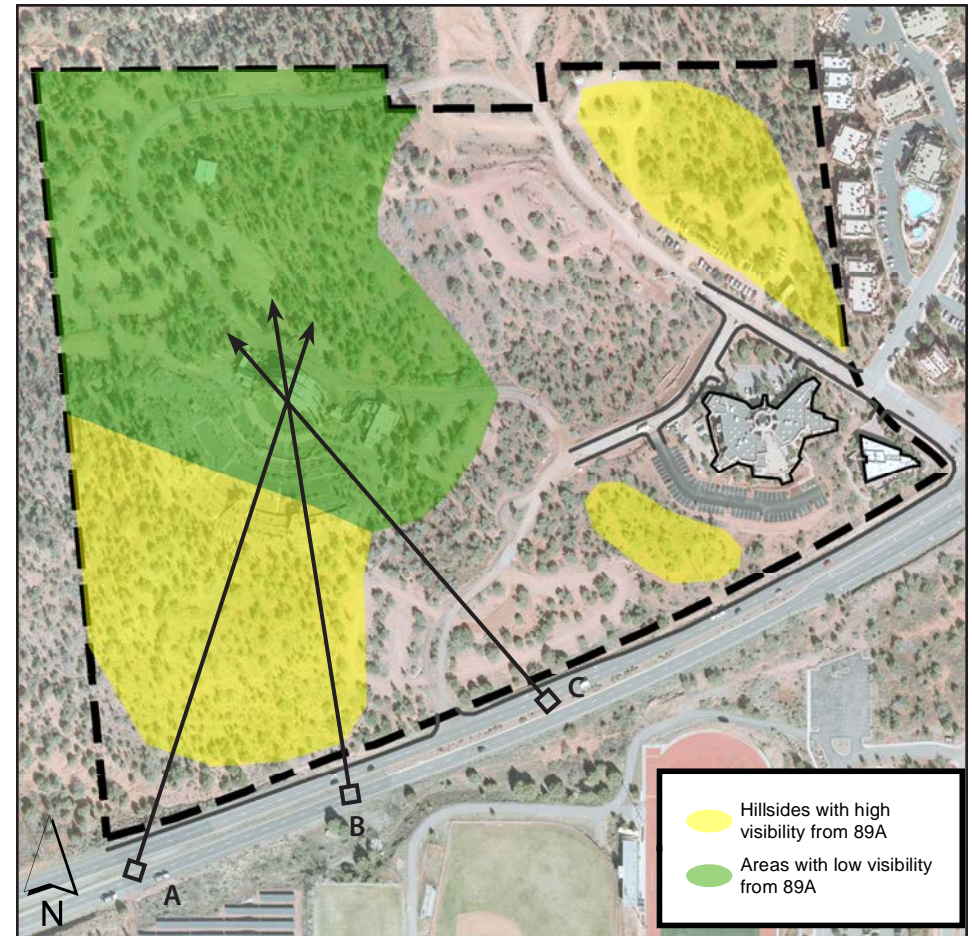 C
B
A
N
Hillsides with high
visibility from 89A
Areas with low visibility
from 89A